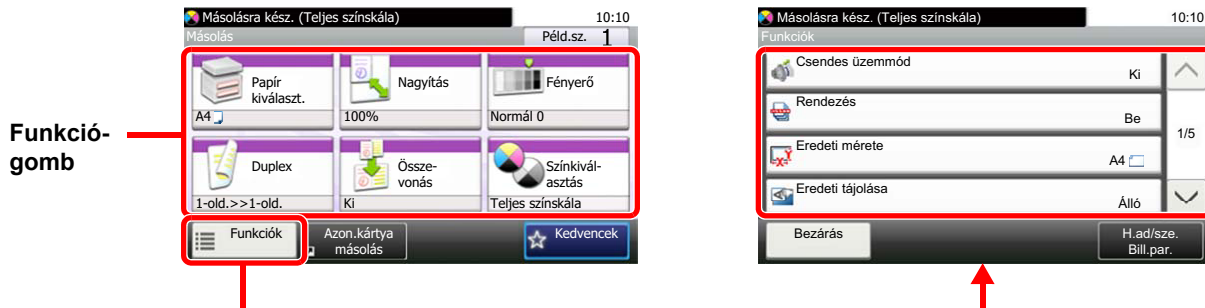 Másolásra kész. (Teljes színskála)
10:10
Másolás
Péld.sz. 1
Papír
kiválaszt.
A4
Nagyítás
100%
Fényerő
Normál 0
Duplex
1-old.>>1-old.
Össze-
vonás
Ki
Színkivál-
asztás
Teljes színskála
Funkciók
Azon.kártya
másolás
Kedvencek
Funkció-
gomb
Másolásra kész. (Teljes színskála)
10:10
Funkciók
Csendes üzemmód
Ki
Rendezés
Be
Eredeti mérete
A4
Eredeti tájolása
Álló
1/5
Bezárás
H.ad/sze.
Bill.par.